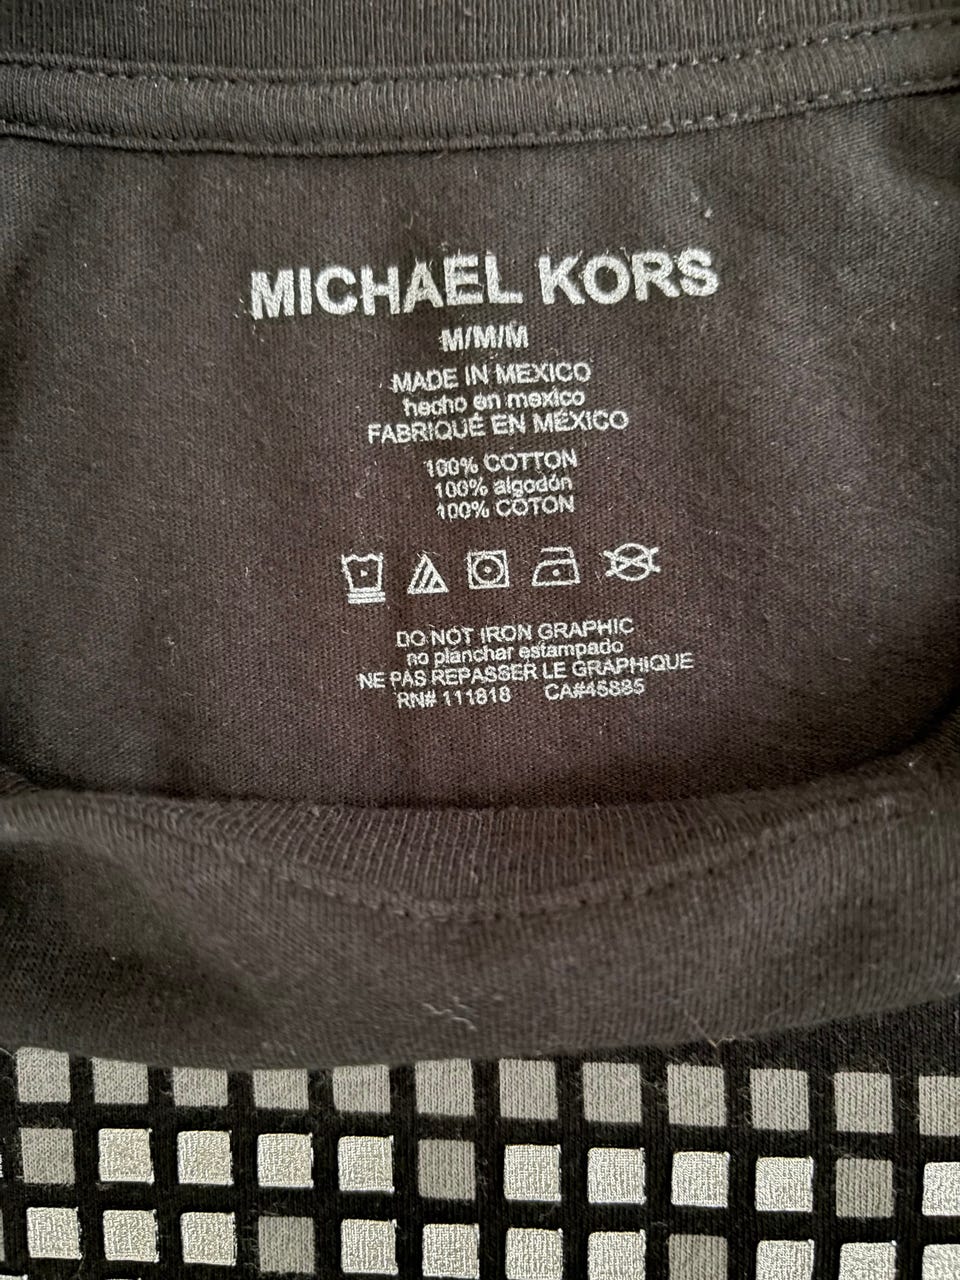 MICHAEL KORS
M/M/M
MADE IN MEXICO
hecho en mexico
FABRIQUÉ EN MÉXICO
100% COTTON
100% algodón
100% COTON
DO NOT IRON GRAPHIC
no planchar estampado
NE PAS REPASSER LE GRAPHIQUE
RN# 111818 CA#45885